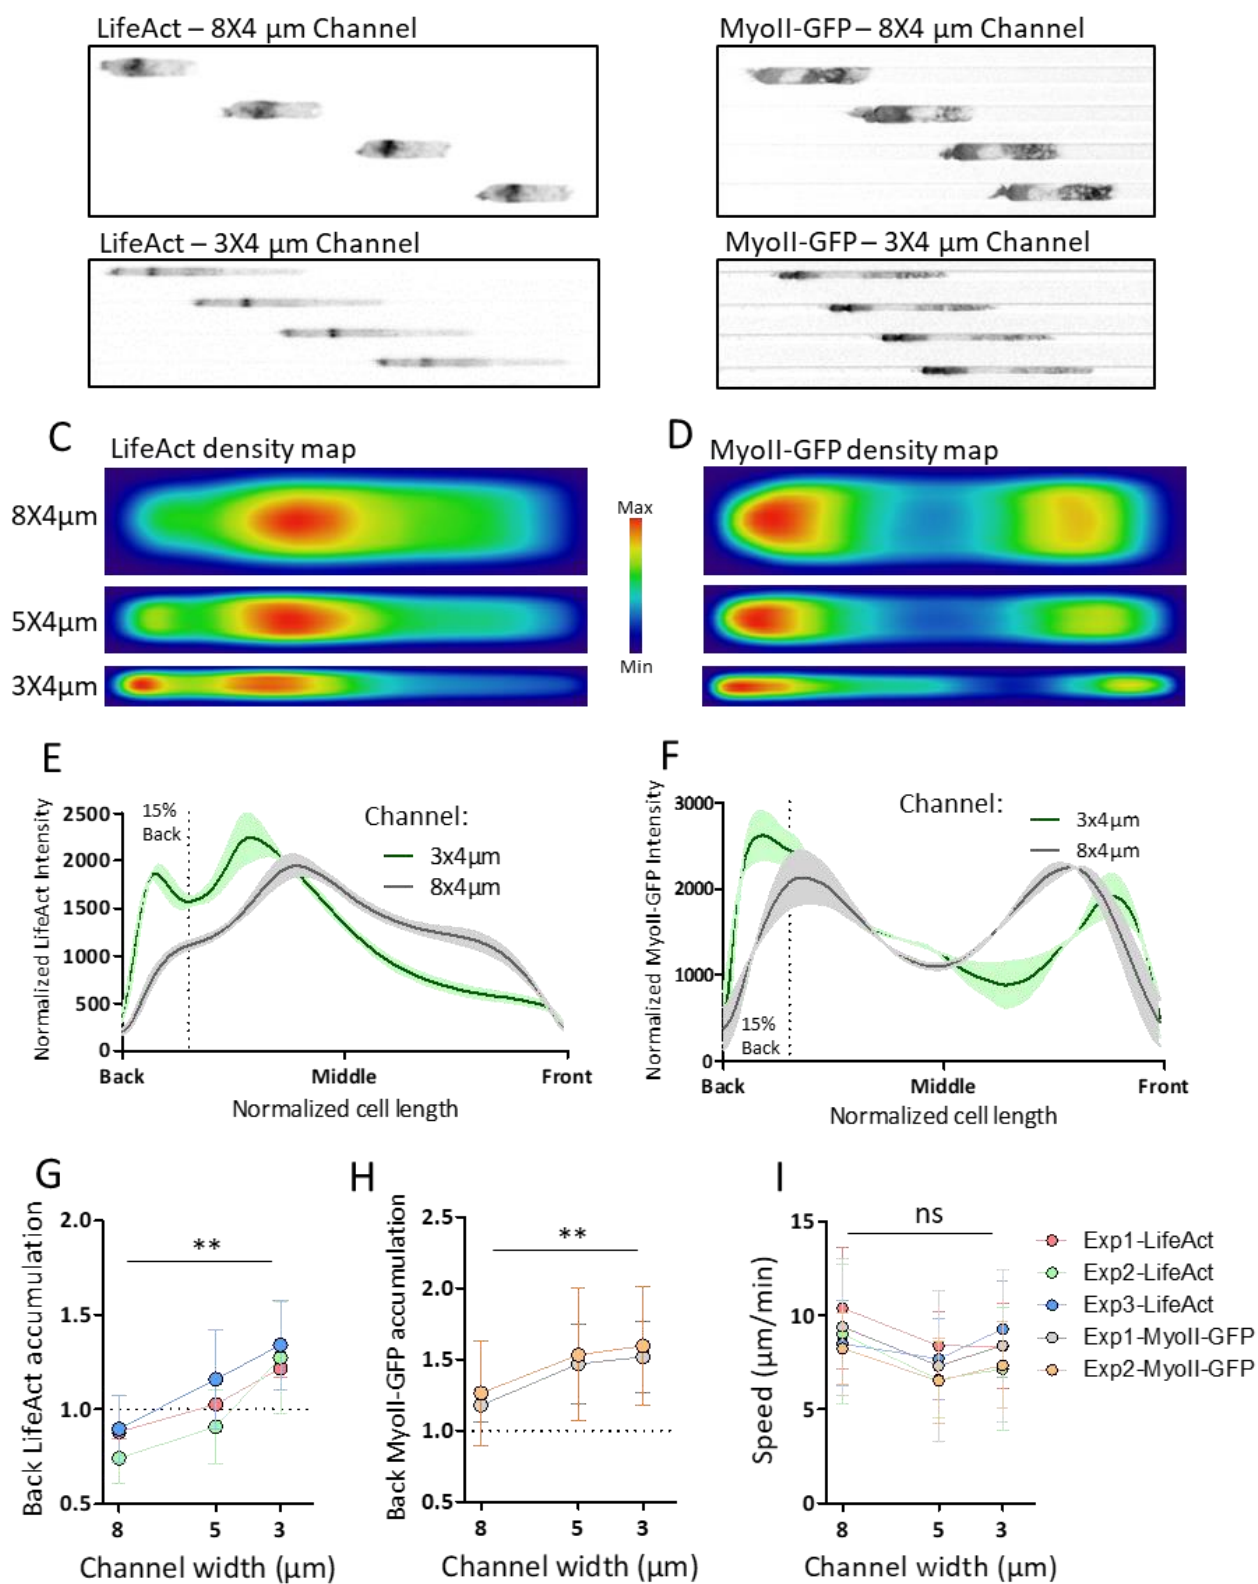 LifeAct – 8X4 μm Channel
MyoII-GFP – 8X4 μm Channel
LifeAct – 3X4 μm Channel
MyoII-GFP – 3X4 μm Channel
C
LifeAct density map
D
MyoII-GFP density map
8X4μm
5X4μm
3X4μm
Max
Min
E
Normalized LifeAct Intensity
2500
2000
1500
1000
500
0
15%
Back
Channel:
3x4μm
8x4μm
Back
Middle
Front
Normalized cell length
F
Normalized MyoII-GFP Intensity
3000
2000
1000
0
15%
Back
Channel:
3x4μm
8x4μm
Back
Middle
Front
Normalized cell length
G
Back LifeAct accumulation
2.0
1.5
1.0
0.5
**
8
5
3
Channel width (μm)
H
Back MyoII-GFP accumulation
2.5
2.0
1.5
1.0
0.5
**
8
5
3
Channel width (μm)
I
Speed (μm/min)
15
10
5
0
ns
8
5
3
Channel width (μm)
Exp1-LifeAct
Exp2-LifeAct
Exp3-LifeAct
Exp1-MyoII-GFP
Exp2-MyoII-GFP